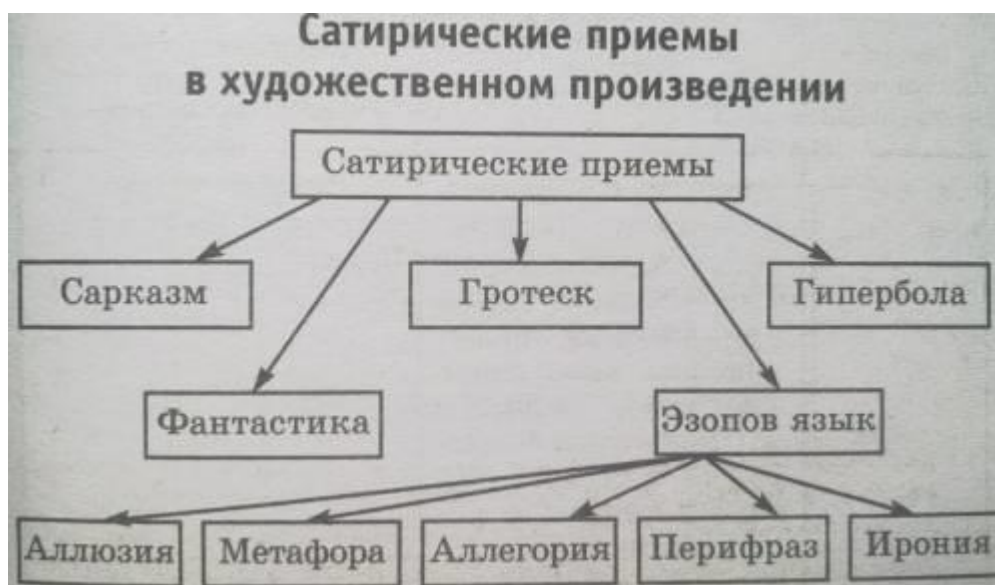 Сатирические приемы
в художественном произведении
Сатирические приемы
Сарказм
Гротеск
Гипербола
Фантастика
Эзопов язык
Аллюзия
Метафора
Аллегория
Перифраз
Ирония